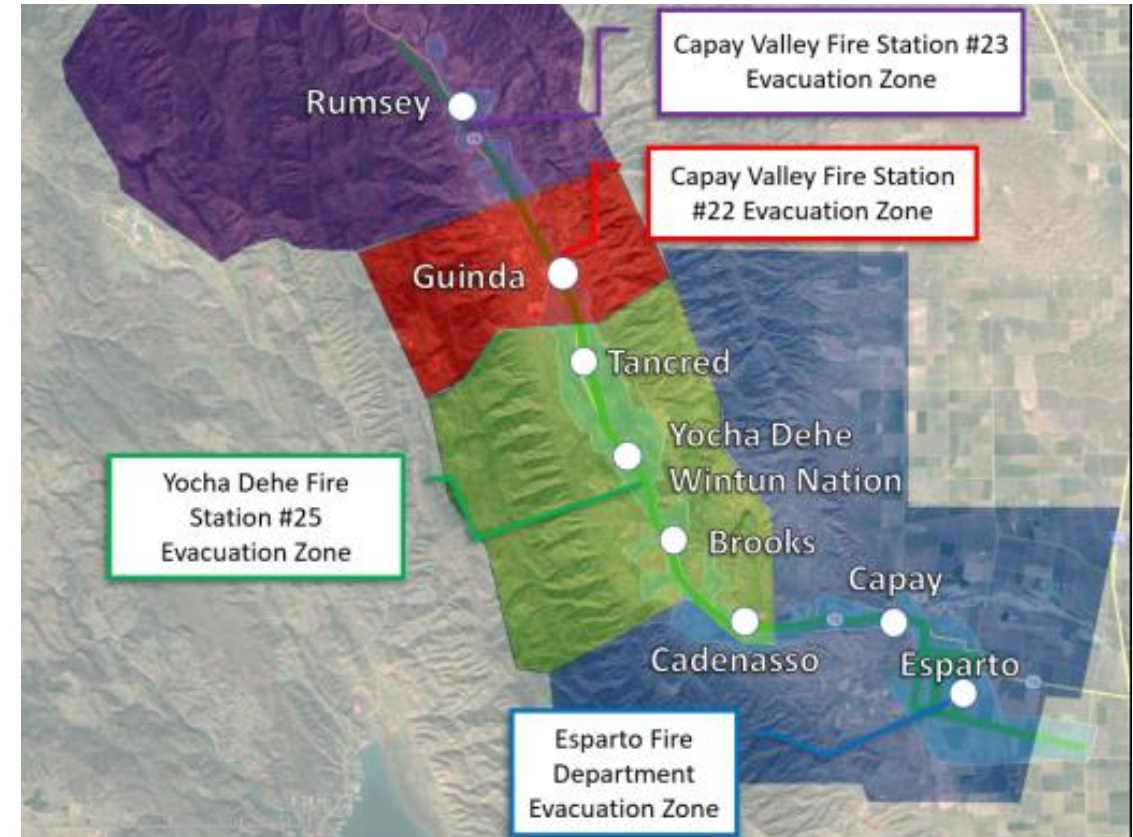 Capay Valley Fire Station #23
Evacuation Zone
Rumsey
Capay Valley Fire Station
#22 Evacuation Zone
Guinda
Tancred
Yocha Dehe
Wintun Nation
Yocha Dehe Fire
Station #25
Evacuation Zone
Brooks
Capay
Cadenasso
Esparto
Esparto Fire
Department
Evacuation Zone